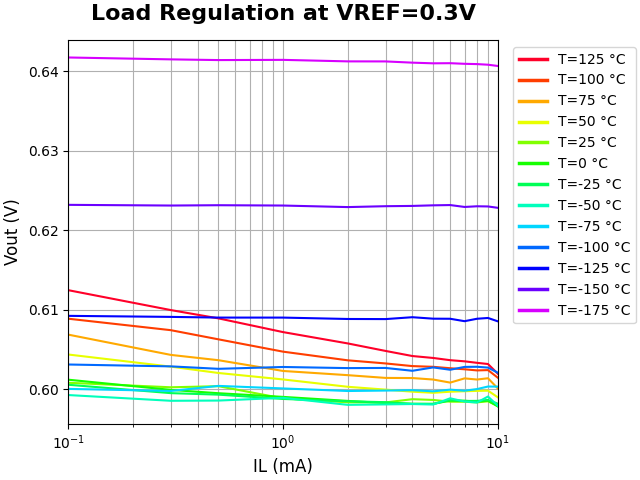 Load Regulation at VREF=0.3V
Vout (V)
0.64
0.63
0.62
0.61
0.60
10⁻¹
10⁰
10¹
IL (mA)
T=125 °C
T=100 °C
T=75 °C
T=50 °C
T=25 °C
T=0 °C
T=-25 °C
T=-50 °C
T=-75 °C
T=-100 °C
T=-125 °C
T=-150 °C
T=-175 °C